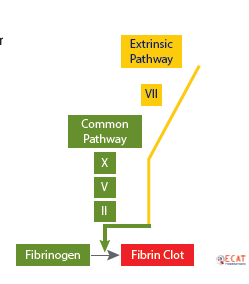 r
Extrinsic
Pathway
VII
Common
Pathway
X
V
II
Fibrinogen
Fibrin Clot
ECAT